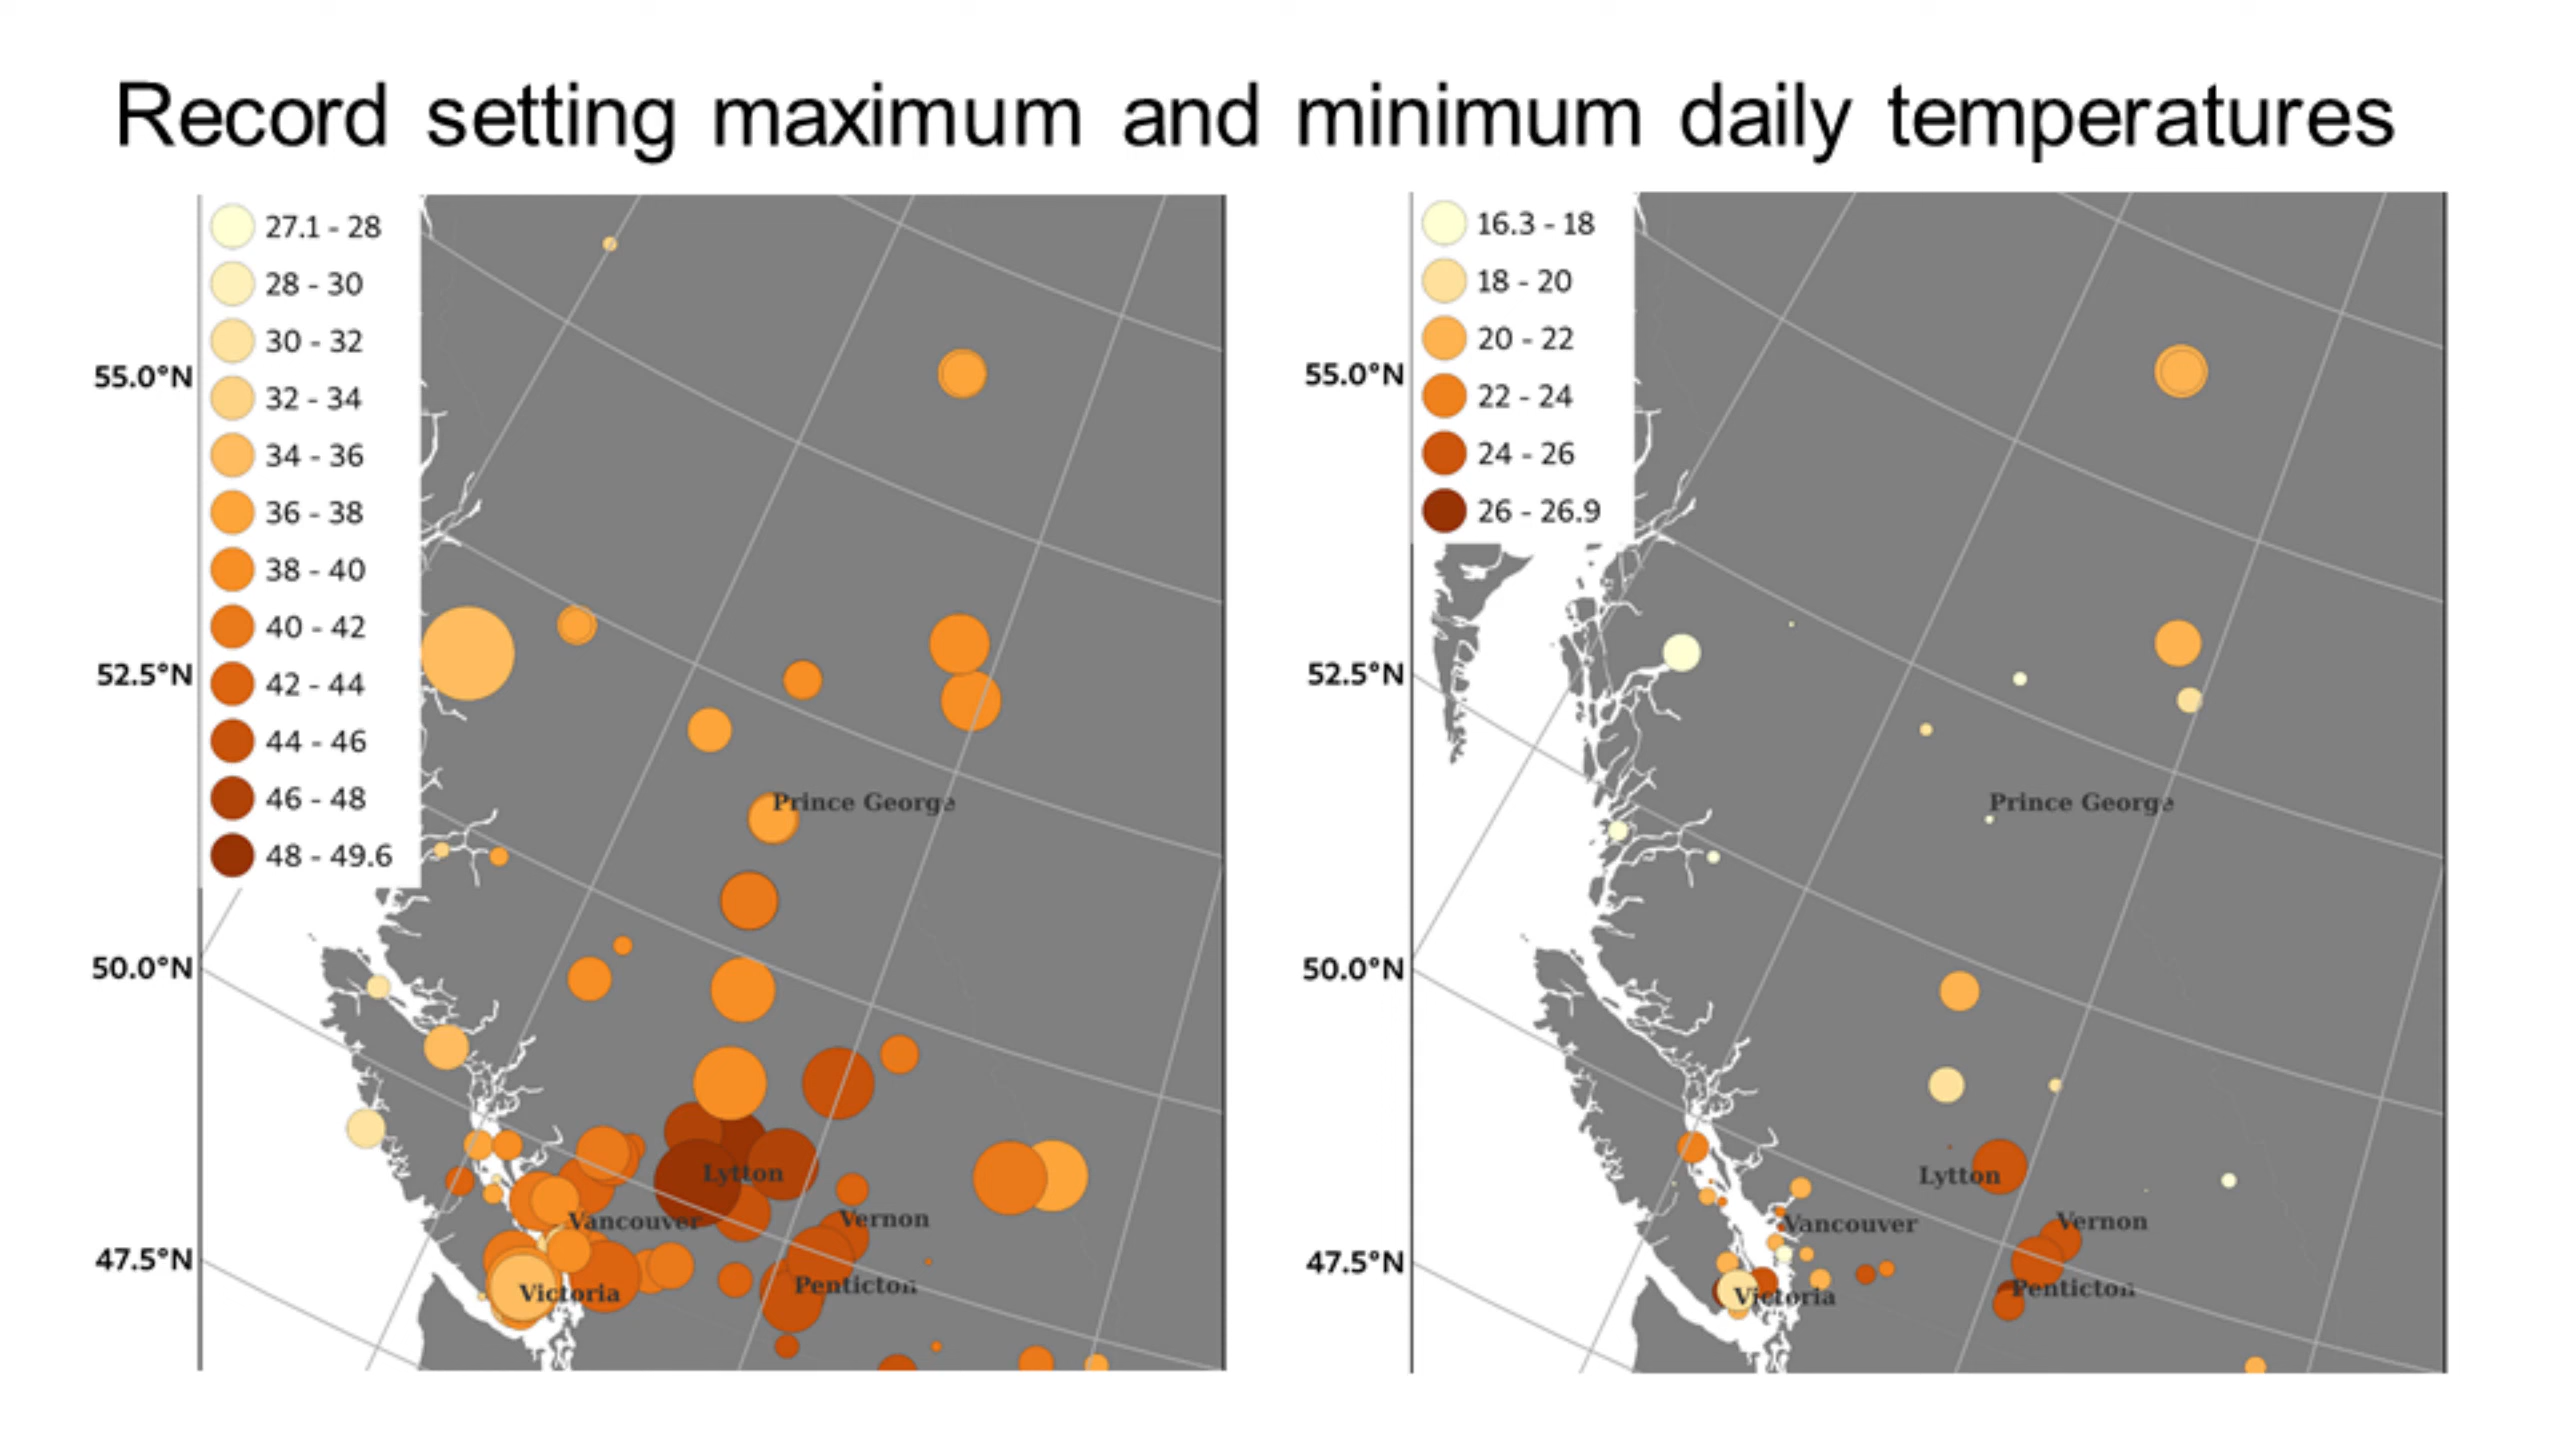 Record setting maximum and minimum daily temperatures
27.1 - 28
28 - 30
30 - 32
32 - 34
34 - 36
36 - 38
38 - 40
40 - 42
42 - 44
44 - 46
46 - 48
48 - 49.6
55.0°N
52.5°N
50.0°N
47.5°N
Prince George
Lytton
Vancouver
Vernon
Penticton
Victoria
16.3 - 18
18 - 20
20 - 22
22 - 24
24 - 26
26 - 26.9
55.0°N
52.5°N
50.0°N
47.5°N
Prince George
Lytton
Vancouver
Vernon
Penticton
Victoria